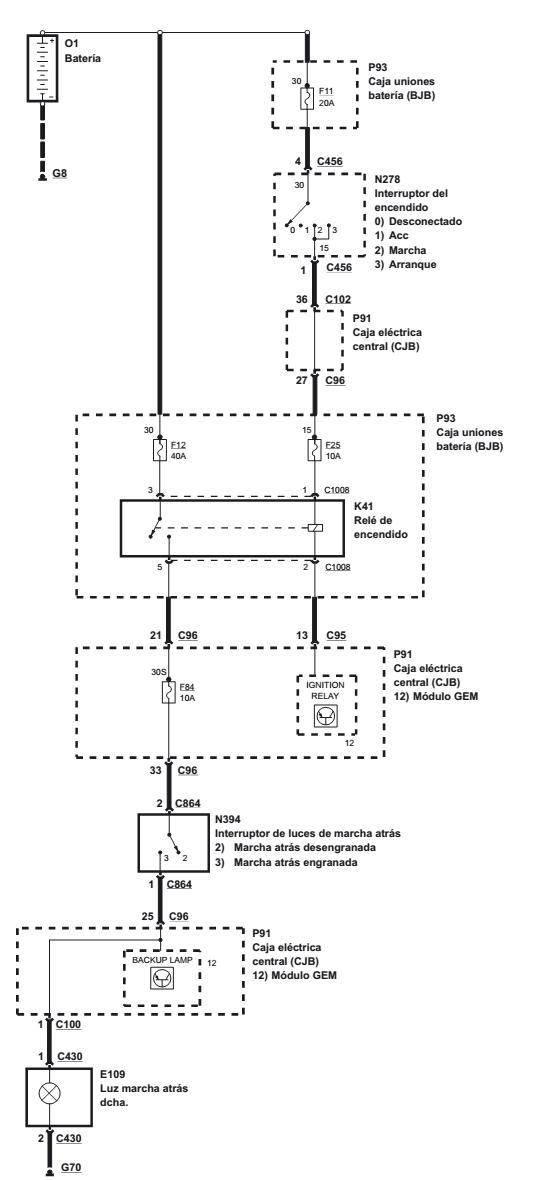 +
O1
Batería
–
G8
P93
Caja uniones
batería (BJB)
30
F11
20A
4 C456
N278
Interruptor del
encendido
0) Desconectado
1) Acc
2) Marcha
3) Arranque
30
0 1 2 3
15
1 C456
36 C102
P91
Caja eléctrica
central (CJB)
27 C96
P93
Caja uniones
batería (BJB)
30
F12
40A
15
F25
10A
3
1 C1008
K41
Relé de
encendido
5
2 C1008
21 C96
13 C95
P91
Caja eléctrica
central (CJB)
12) Módulo GEM
30S
F84
10A
IGNITION
RELAY
12
33 C96
2 C864
N394
Interruptor de luces de marcha atrás
2) Marcha atrás desengranada
3) Marcha atrás engranada
3 2
1 C864
25 C96
P91
Caja eléctrica
central (CJB)
12) Módulo GEM
BACKUP LAMP
12
1 C100
1 C430
E109
Luz marcha atrás
dcha.
2 C430
G70